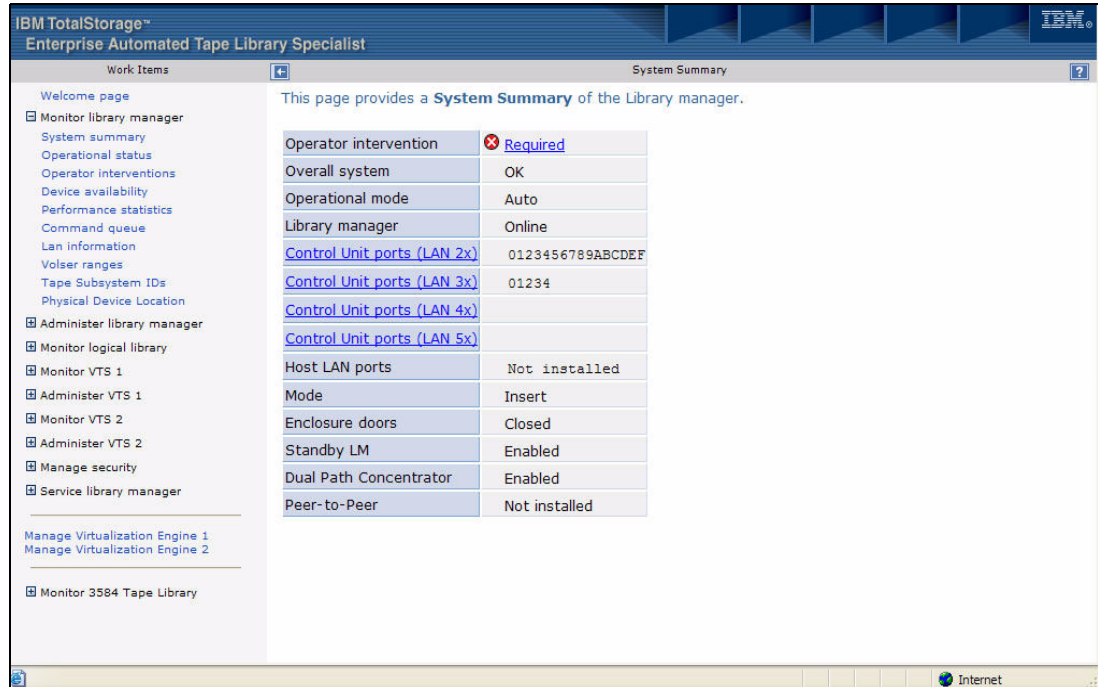 IBM TotalStorage™
Enterprise Automated Tape Library Specialist
IBM®
Work Items
System Summary
?
Welcome page
Monitor library manager
System summary
Operational status
Operator interventions
Device availability
Performance statistics
Command queue
Lan information
Volser ranges
Tape Subsystem IDs
Physical Device Location
Administer library manager
Monitor logical library
Monitor VTS 1
Administer VTS 1
Monitor VTS 2
Administer VTS 2
Manage security
Service library manager
Manage Virtualization Engine 1
Manage Virtualization Engine 2
Monitor 3584 Tape Library
This page provides a System Summary of the Library manager.
Operator intervention Required
Overall system OK
Operational mode Auto
Library manager Online
Control Unit ports (LAN 2x) 0123456789ABCDEF
Control Unit ports (LAN 3x) 01234
Control Unit ports (LAN 4x)
Control Unit ports (LAN 5x)
Host LAN ports Not installed
Mode Insert
Enclosure doors Closed
Standby LM Enabled
Dual Path Concentrator Enabled
Peer-to-Peer Not installed
Internet